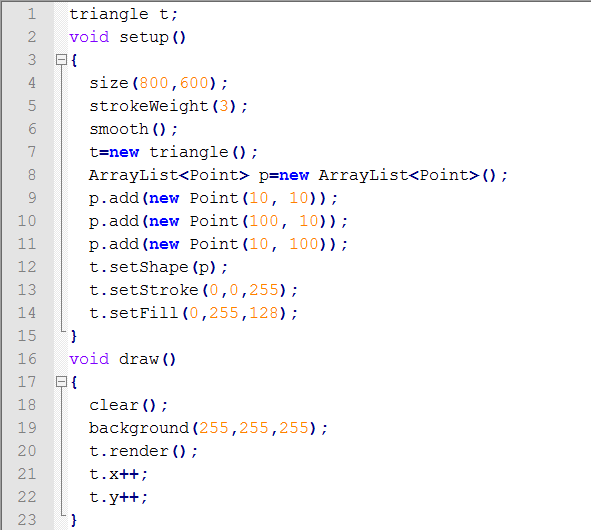 1 triangle t;
2 void setup()
3 {
4 size(800,600);
5 strokeWeight(3);
6 smooth();
7 t=new triangle();
8 ArrayList<Point> p=new ArrayList<Point>();
9 p.add(new Point(10, 10));
10 p.add(new Point(100, 10));
11 p.add(new Point(10, 100));
12 t.setShape(p);
13 t.setStroke(0,0,255);
14 t.setFill(0,255,128);
15 }
16 void draw()
17 {
18 clear();
19 background(255,255,255);
20 t.render();
21 t.x++;
22 t.y++;
23 }